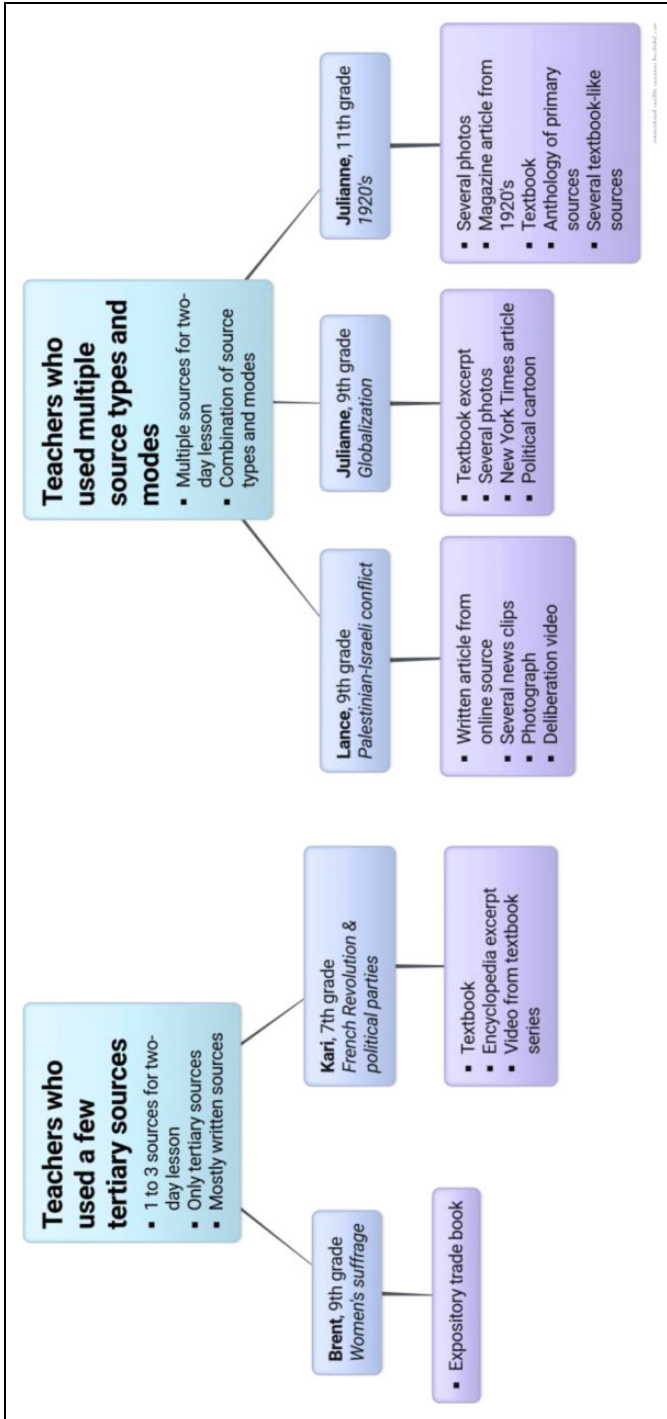 Teachers who
used a few
tertiary sources
▪ 1 to 3 sources for two-
day lesson
▪ Only tertiary sources
▪ Mostly written sources
Brent, 9th grade
Women's suffrage
▪ Expository trade book
Kari, 7th grade
French Revolution &
political parties
▪ Textbook
▪ Encyclopedia excerpt
▪ Video from textbook
series
Teachers who
used multiple
source types and
modes
▪ Multiple sources for two-
day lesson
▪ Combination of source
types and modes
Lance, 9th grade
Palestinian-Israeli conflict
▪ Written article from
online source
▪ Several news clips
▪ Photograph
▪ Deliberation video
Julianne, 9th grade
Globalization
▪ Textbook excerpt
▪ Several photos
▪ New York Times article
▪ Political cartoon
Julianne, 11th grade
1920's
▪ Several photos
▪ Magazine article from
1920's
▪ Textbook
▪ Anthology of primary
sources
▪ Several textbook-like
sources